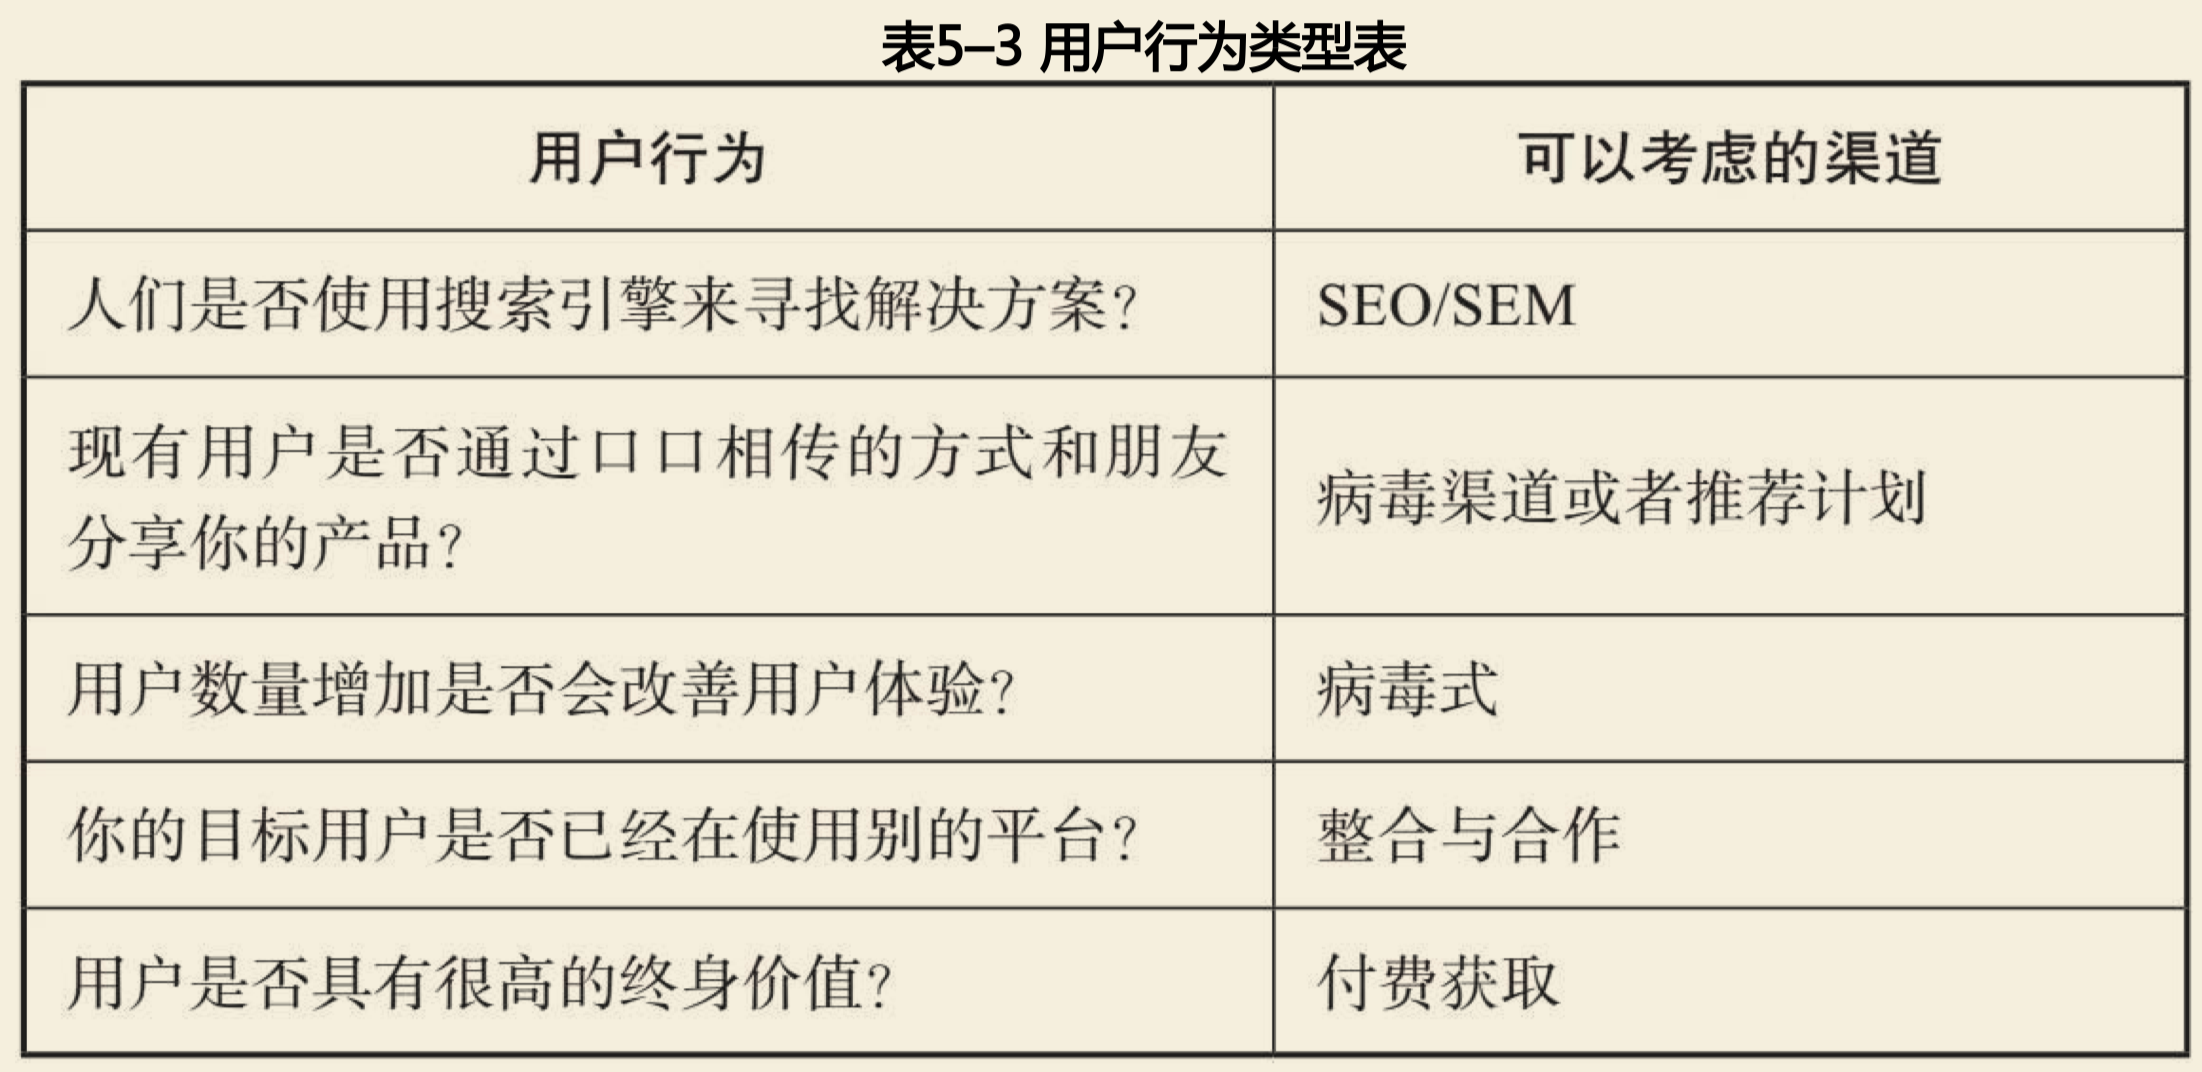 表5–3 用户行为类型表
用户行为
可以考虑的渠道
人们是否使用搜索引擎来寻找解决方案？
SEO/SEM
现有用户是否通过口口相传的方式和朋友
分享你的产品？
病毒渠道或者推荐计划
用户数量增加是否会改善用户体验？
病毒式
你的目标用户是否已经在使用别的平台？
整合与合作
用户是否具有很高的终身价值？
付费获取